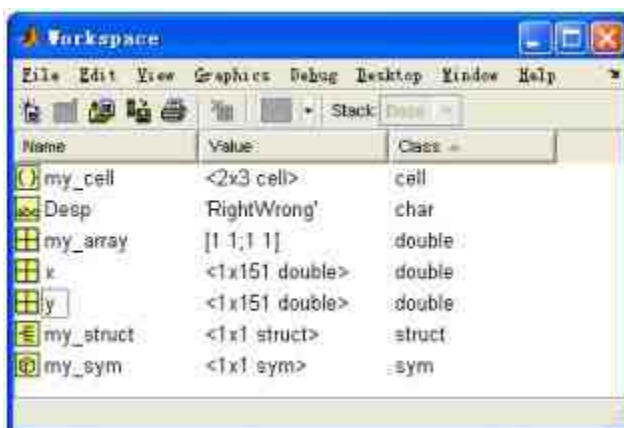 Workspace
File Edit View Graphics Debug Desktop Window Help
Stack:
Name Value Class
my_cell <2x3 cell> cell
abc Desp 'RightWrong' char
my_array [1 1;1 1] double
x <1x151 double> double
y <1x151 double> double
my_struct <1x1 struct> struct
my_sym <1x1 sym> sym